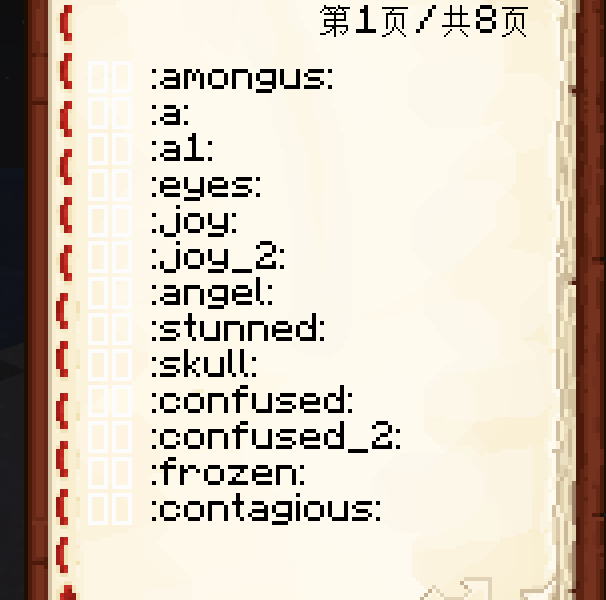 第1页/共8页
:amongus:
:a:
:a1:
:eyes:
:joy:
:joy_2:
:angel:
:stunned:
:skull:
:confused:
:confused_2:
:frozen:
:contagious: